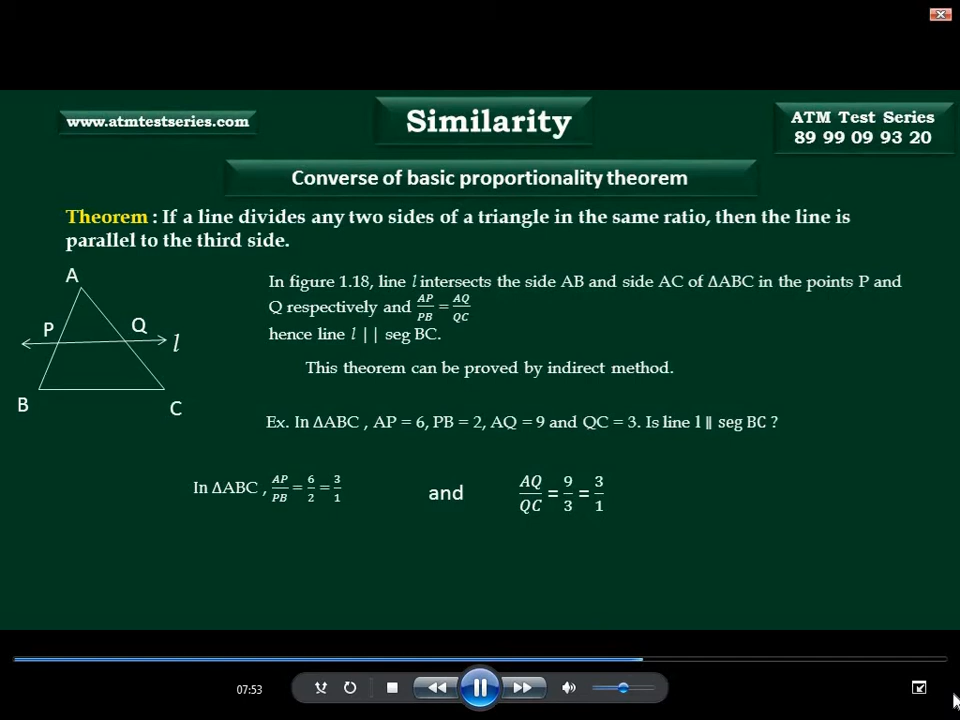 www.atmtestseries.com
Similarity
ATM Test Series
89 99 09 93 20
Converse of basic proportionality theorem
Theorem : If a line divides any two sides of a triangle in the same ratio, then the line is
parallel to the third side.
A
P
Q
l
B
C
In figure 1.18, line l intersects the side AB and side AC of ΔABC in the points P and
Q respectively and AP/PB = AQ/QC
hence line l || seg BC.
This theorem can be proved by indirect method.
Ex. In ΔABC , AP = 6, PB = 2, AQ = 9 and QC = 3. Is line l ∥ seg BC ?
In ΔABC , AP/PB = 6/2 = 3/1 and AQ/QC = 9/3 = 3/1
07:53